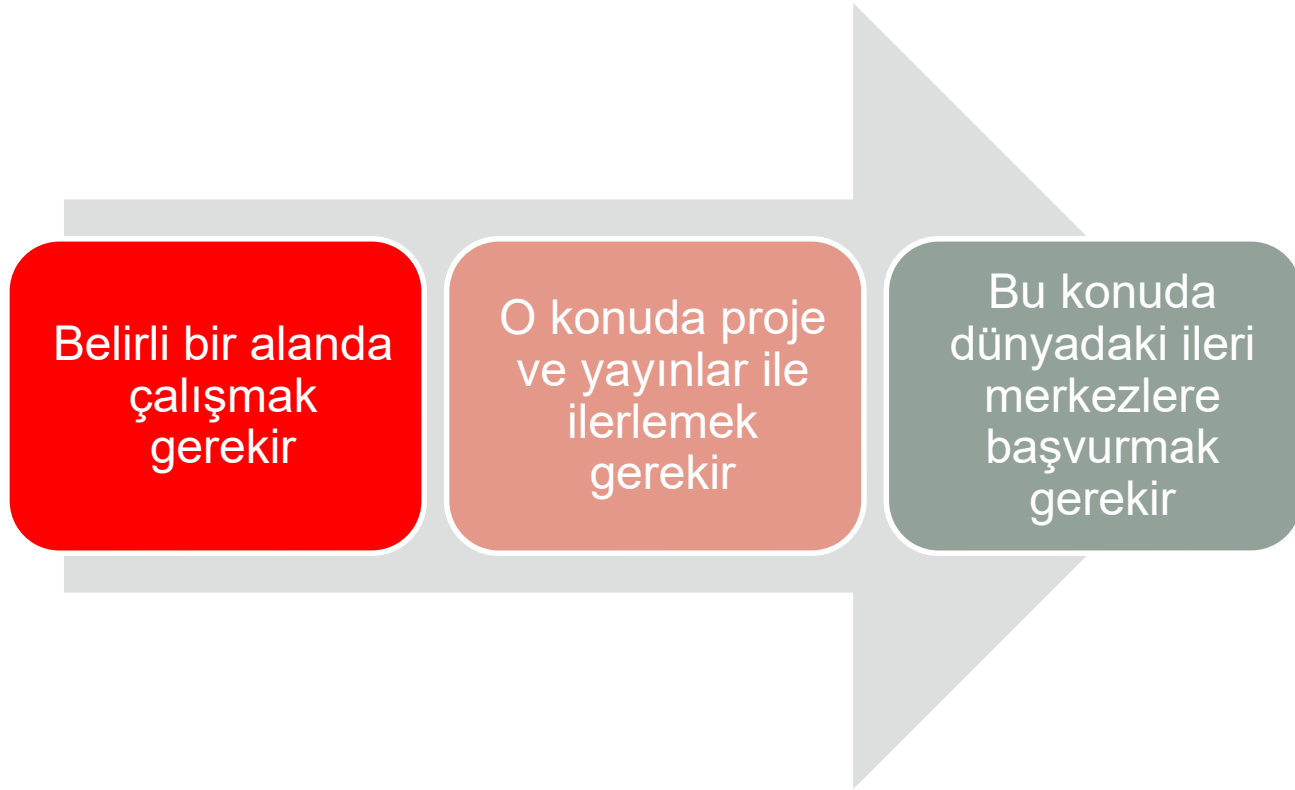 Belirli bir alanda
çalışmak
gerekir
O konuda proje
ve yayınlar ile
ilerlemek
gerekir
Bu konuda
dünyadaki ileri
merkezlere
başvurmak
gerekir